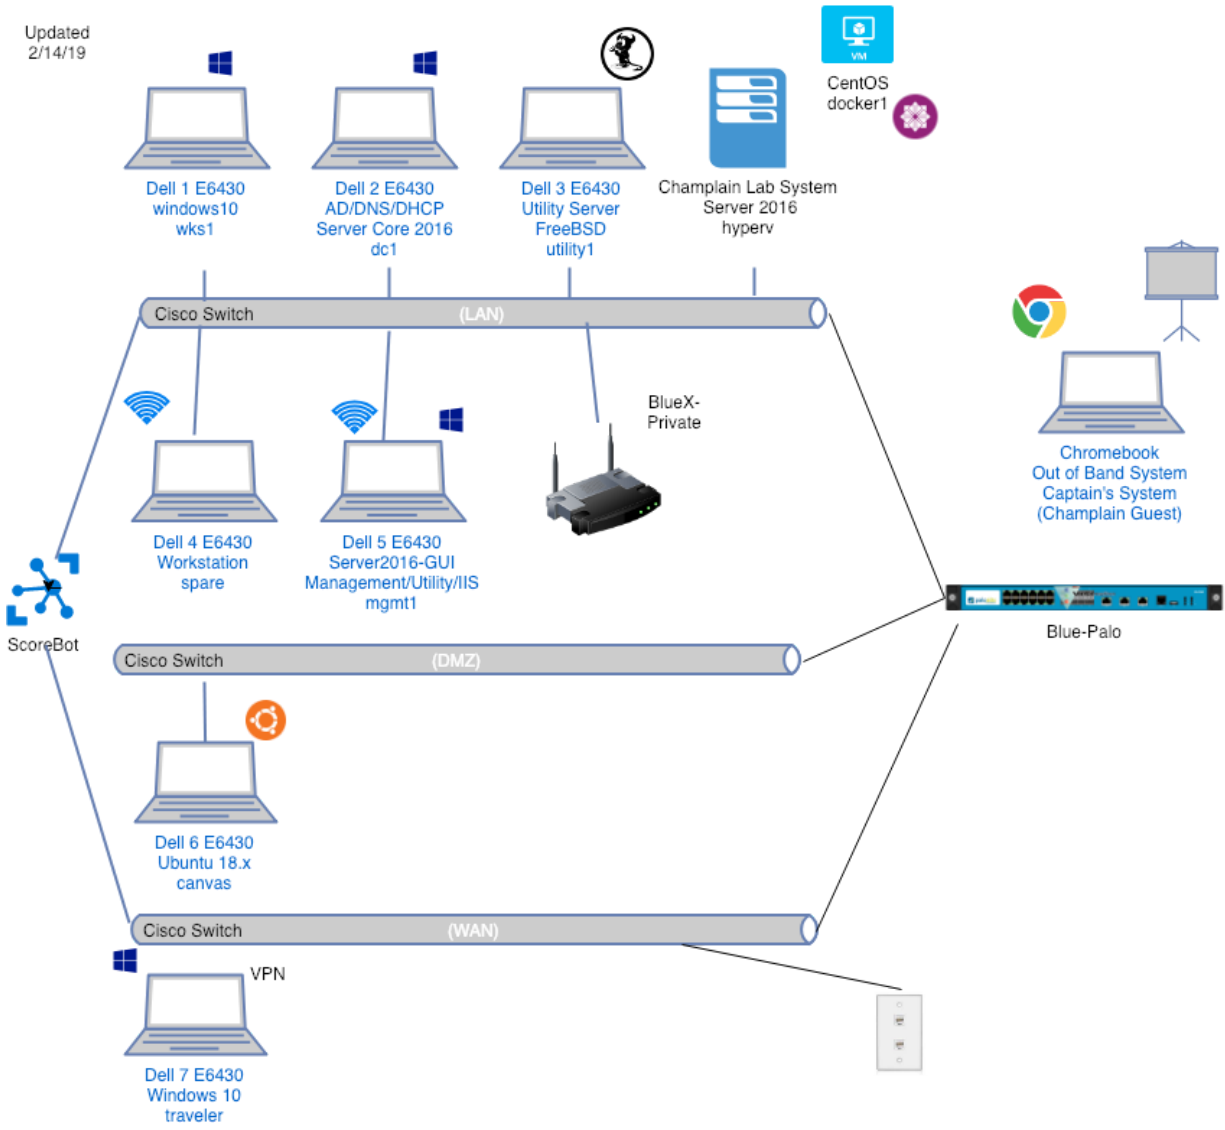 Updated
2/14/19
VM
CentOS
docker1
Dell 1 E6430
windows10
wks1
Dell 2 E6430
AD/DNS/DHCP
Server Core 2016
dc1
Dell 3 E6430
Utility Server
FreeBSD
utility1
Champlain Lab System
Server 2016
hyperv
Cisco Switch
(LAN)
BlueX-
Private
Chromebook
Out of Band System
Captain's System
(Champlain Guest)
Dell 4 E6430
Workstation
spare
Dell 5 E6430
Server2016-GUI
Management/Utility/IIS
mgmt1
ScoreBot
Blue-Palo
Cisco Switch
(DMZ)
Dell 6 E6430
Ubuntu 18.x
canvas
Cisco Switch
(WAN)
VPN
Dell 7 E6430
Windows 10
traveler